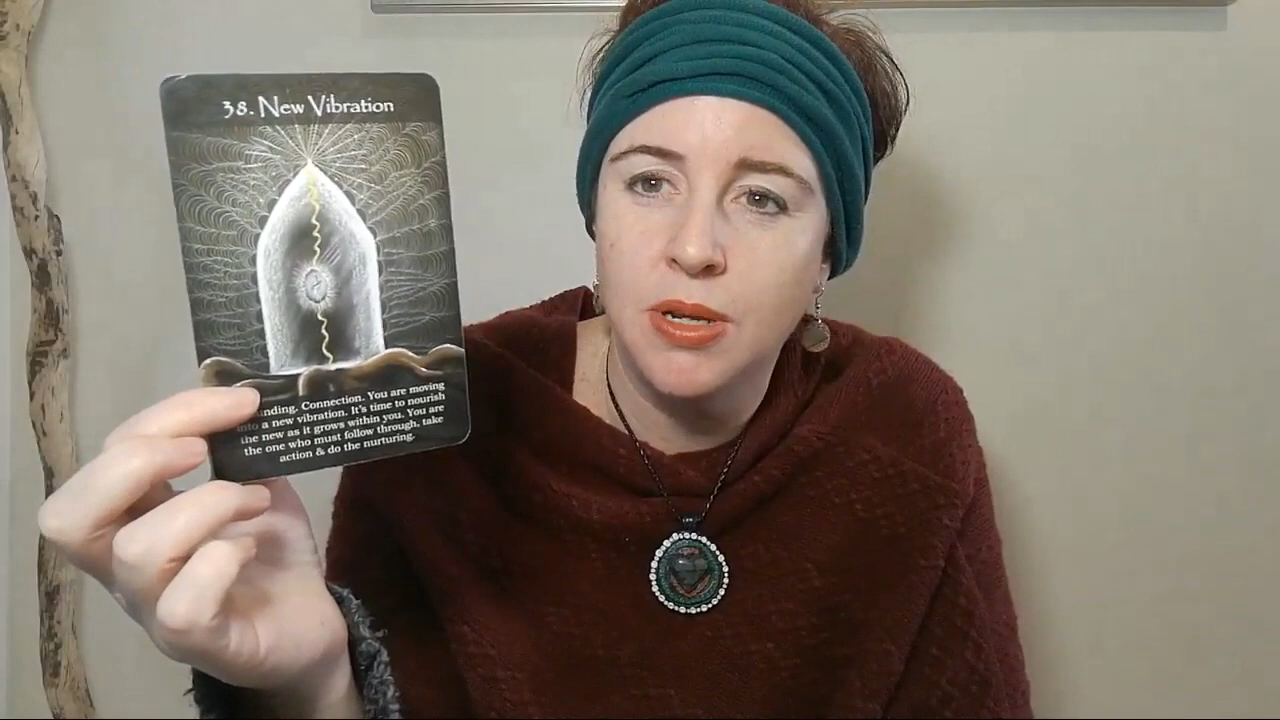 38. New Vibration
Connection. You are moving
into a new vibration. It's time to nourish
the new as it grows within you. You are
the one who must follow through, take
action & do the nurturing.